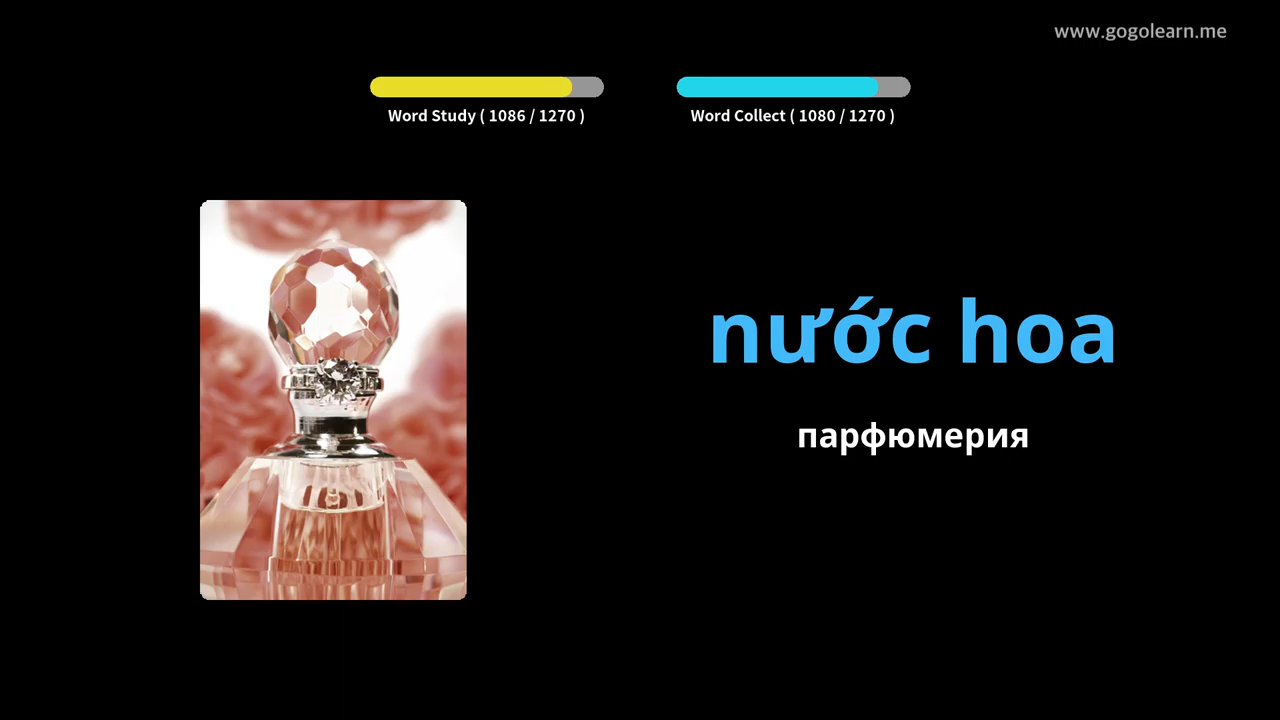 www.gogolearn.me
Word Study ( 1086 / 1270 )
Word Collect ( 1080 / 1270 )
nước hoa
парфюмерия